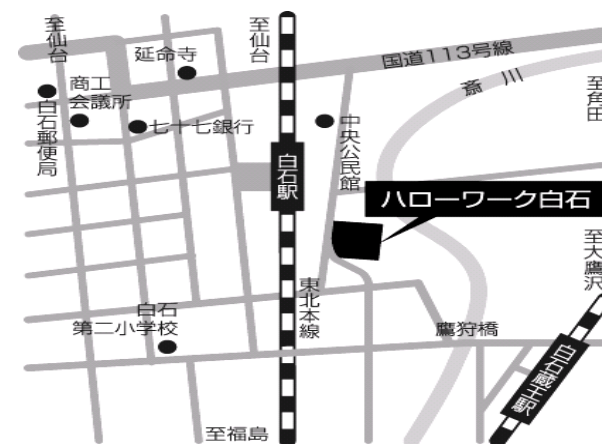 至仙台
延命寺
至仙台
国道113号線
斎川
至角田
商工
会議所
白石郵便局
七十七銀行
中央公民館
白石駅
ハローワーク白石
至大鷹沢
東北本線
白石
第二小学校
鷹狩橋
白石蔵王駅
至福島